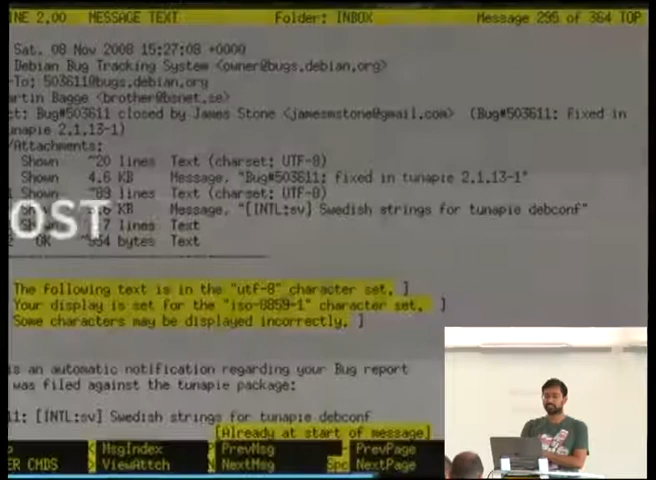 INE 2,00 MESSAGE TEXT Folder: INBOX Message 295 of 364 TOP
Sat, 08 Nov 2008 15:27:08 +0000
Debian Bug Tracking System <owner@bugs.debian.org>
-To: 503611@bugs.debian.org
artin Bagge <brother@bsnet.se>
ct: Bug#503611 closed by James Stone <jamesmstone@gmail.com> (Bug#503611: fixed in
unapie 2.1.13-1)
/Attachments:
Shown ~20 lines Text (charset: UTF-8)
Shown 4.6 KB Message, "Bug#503611: fixed in tunapie 2.1.13-1"
Shown ~89 lines Text (charset: UTF-8)
KB Message, "[INTL:sv] Swedish strings for tunapie debconf"
OST
lines Text
OK bytes Text
The following text is in the "utf-8" character set. ]
Your display is set for the "iso-8859-1" character set. ]
Some characters may be displayed incorrectly. ]
is an automatic notification regarding your Bug report
was filed against the tunapie package:
11: [INTL:sv] Swedish strings for tunapie debconf
[Already at start of message]
MsgIndex PrevMsg PrevPage
ER CMDS ViewAttch NextMsg Spc NextPage